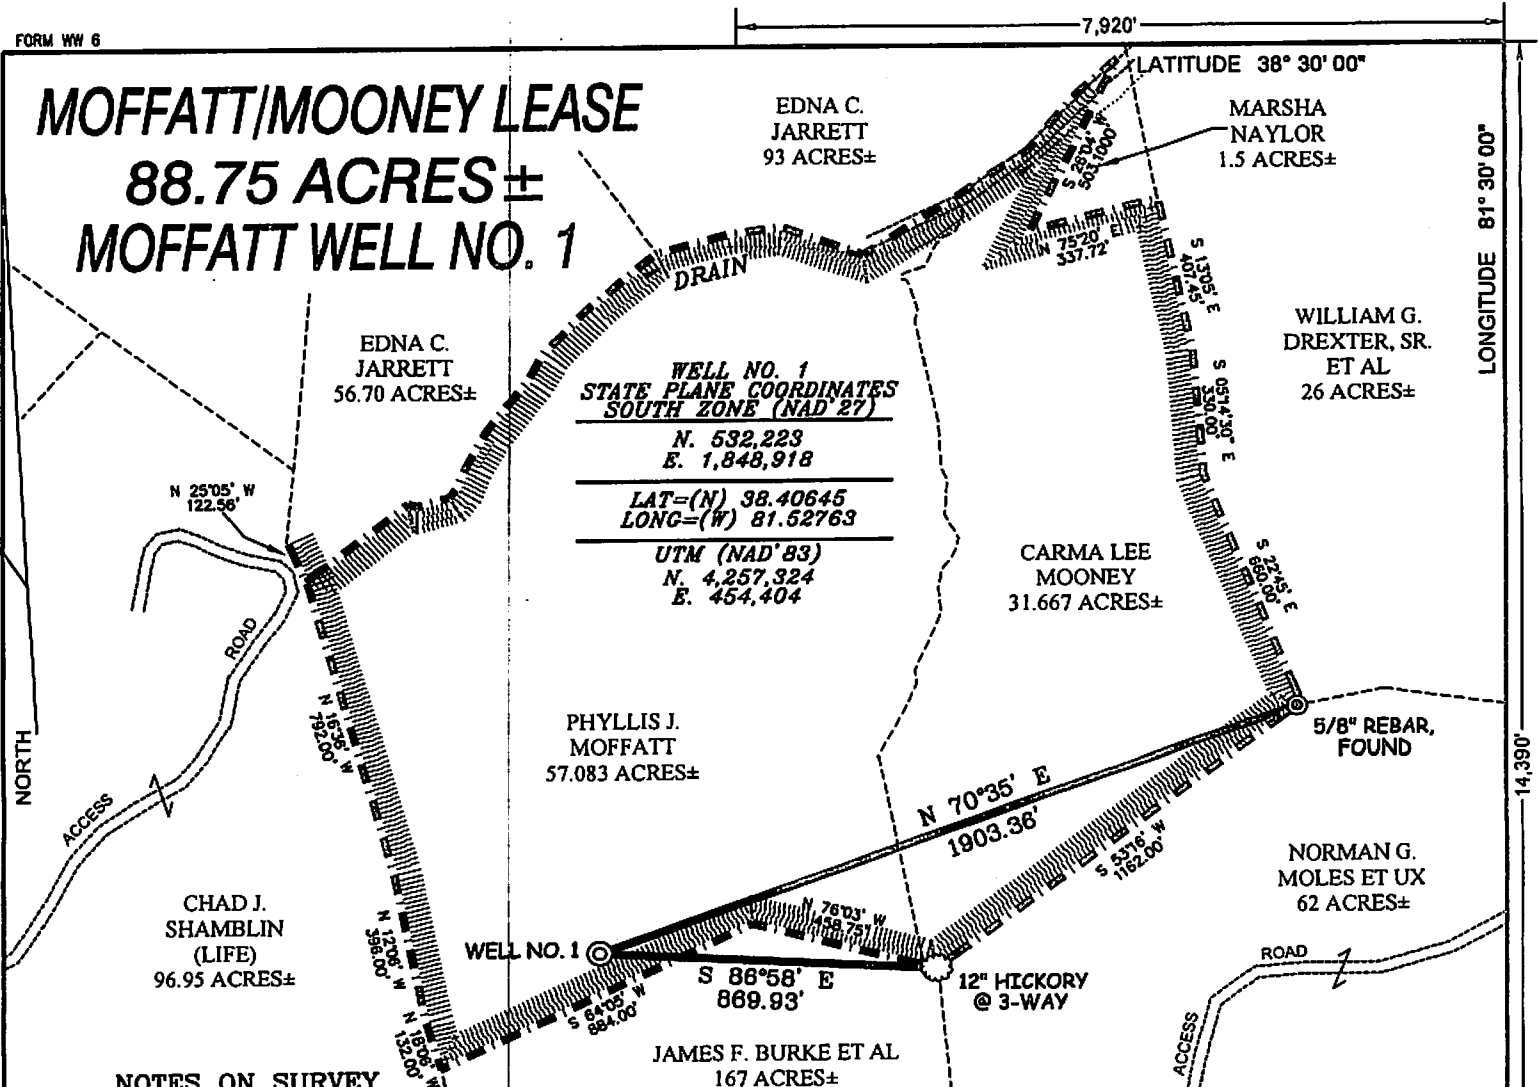 FORM WW 6
7,920'
LATITUDE 38° 30' 00"
MOFFATT/MOONEY LEASE
88.75 ACRES ±
MOFFATT WELL NO. 1
EDNA C.
JARRETT
93 ACRES±
MARSHA
NAYLOR
1.5 ACRES±
S 28°04' W
LONGITUDE 81° 30' 00"
N 75°20' E
337.72'
DRAIN
S 13°05' E
407.45'
EDNA C.
JARRETT
56.70 ACRES±
WILLIAM G.
DREXTER, SR.
ET AL
26 ACRES±
S 05°14'30" E
330.00'
WELL NO. 1
STATE PLANE COORDINATES
SOUTH ZONE (NAD'27)
N. 532,223
E. 1,848,918
LAT=(N) 38.40645
LONG=(W) 81.52763
UTM (NAD'83)
N. 4,257,324
E. 454,404
N 25°05' W
122.56'
CARMA LEE
MOONEY
31.667 ACRES±
S 22°45' E
660.00'
ROAD
ACCESS
NORTH
N 16°36' W
792.00'
PHYLLIS J.
MOFFATT
57.083 ACRES±
5/8" REBAR,
FOUND
14,390'
N 70°35' E
1903.36'
S 53°16' W
1162.00'
NORMAN G.
MOLES ET UX
62 ACRES±
CHAD J.
SHAMBLIN
(LIFE)
96.95 ACRES±
N 12°06' W
396.00'
N 76°03' W
458.75'
WELL NO. 1
S 86°58' E
869.93'
12" HICKORY
@ 3-WAY
ROAD
ACCESS
S 64°05' W
884.00'
N 16°06' W
132.00'
JAMES F. BURKE ET AL
167 ACRES±
NOTES ON SURVEY